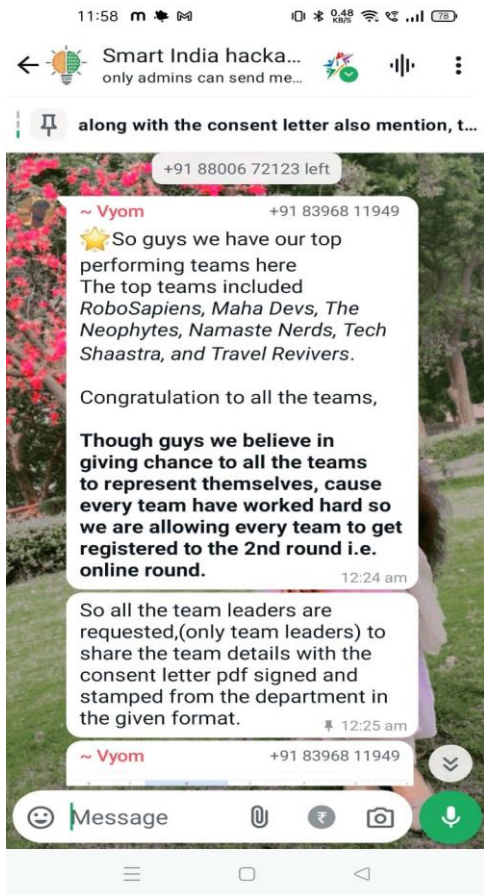 11:58
0.48
KB/S
78
Smart India hacka...
only admins can send me...
along with the consent letter also mention, t...
+91 88006 72123 left
~ Vyom +91 83968 11949
So guys we have our top
performing teams here
The top teams included
RoboSapiens, Maha Devs, The
Neophytes, Namaste Nerds, Tech
Shaastra, and Travel Revivers.
Congratulation to all the teams,
Though guys we believe in
giving chance to all the teams
to represent themselves, cause
every team have worked hard so
we are allowing every team to get
registered to the 2nd round i.e.
online round.
12:24 am
So all the team leaders are
requested,(only team leaders) to
share the team details with the
consent letter pdf signed and
stamped from the department in
the given format.
12:25 am
~ Vyom +91 83968 11949
Message
₹